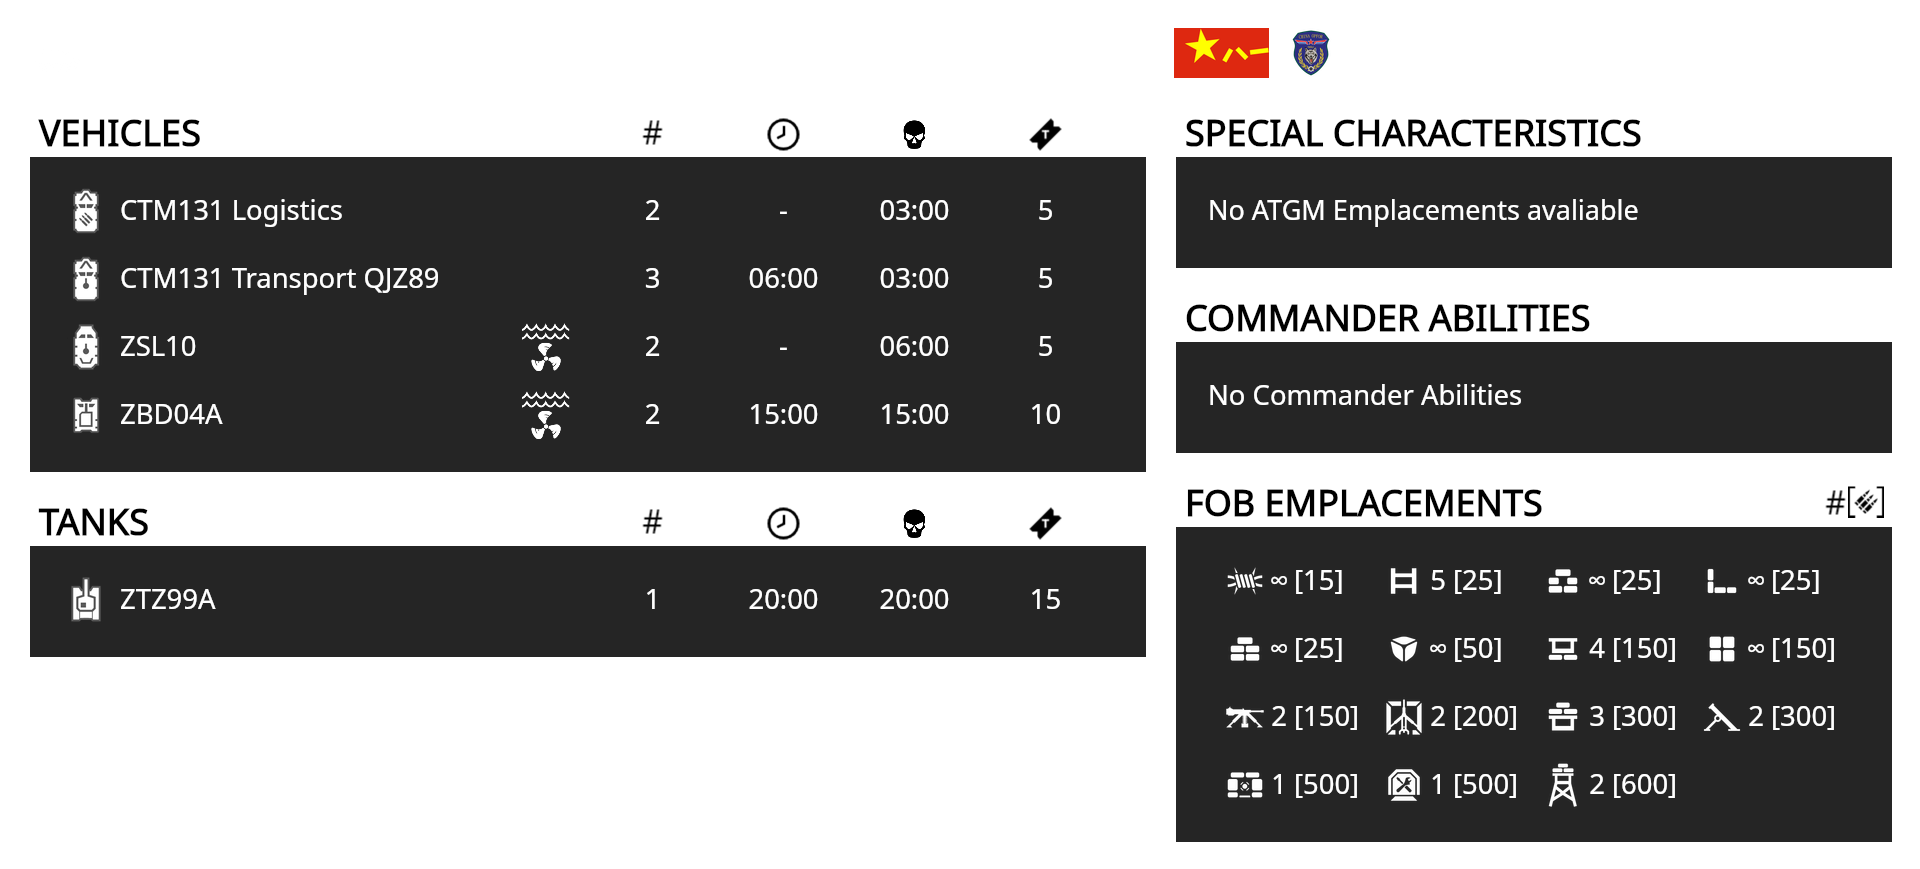 八一
VEHICLES #
CTM131 Logistics 2 - 03:00 5
CTM131 Transport QJZ89 3 06:00 03:00 5
ZSL10 2 - 06:00 5
ZBD04A 2 15:00 15:00 10
TANKS #
ZTZ99A 1 20:00 20:00 15
SPECIAL CHARACTERISTICS
No ATGM Emplacements avaliable
COMMANDER ABILITIES
No Commander Abilities
FOB EMPLACEMENTS #[ ]
∞ [15] 5 [25] ∞ [25] ∞ [25]
∞ [25] ∞ [50] 4 [150] ∞ [150]
2 [150] 2 [200] 3 [300] 2 [300]
1 [500] 1 [500] 2 [600]